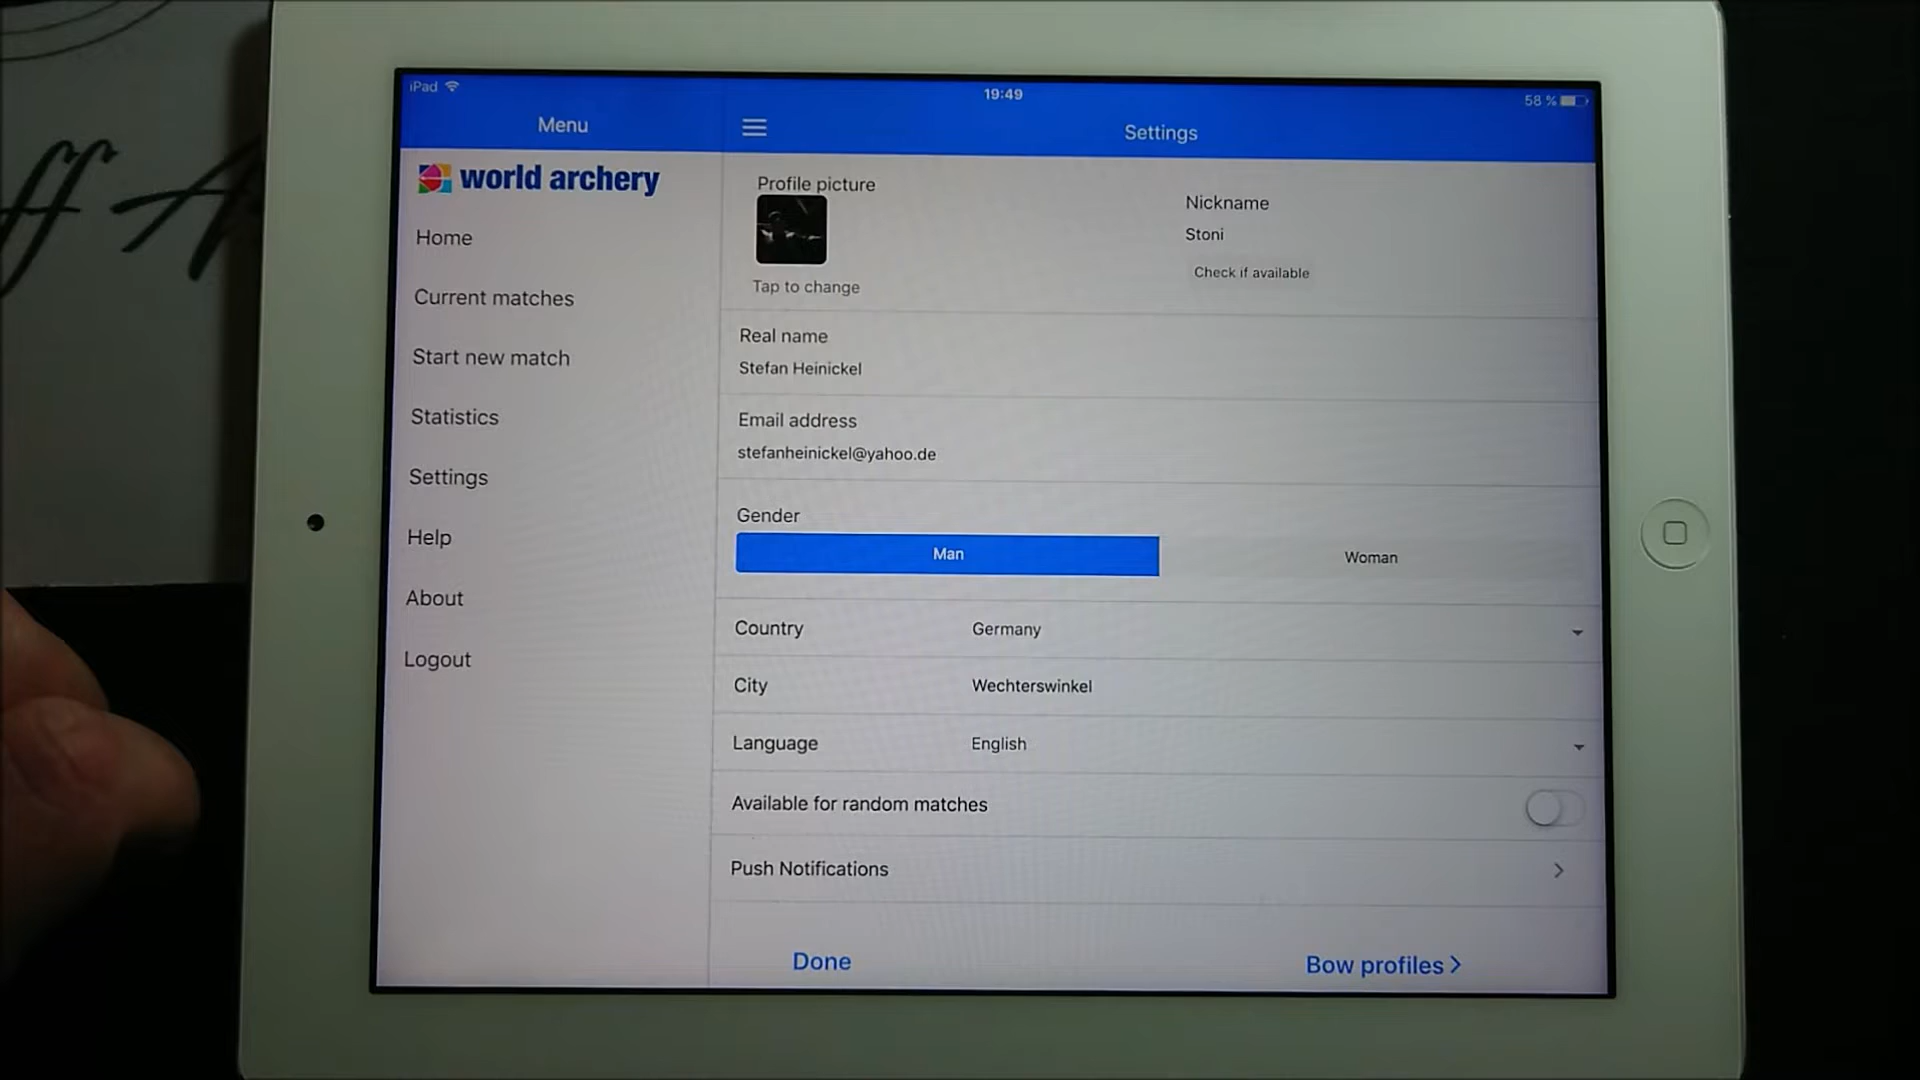 iPad
19:49
58 %
Menu
Settings
world archery
Home
Current matches
Start new match
Statistics
Settings
Help
About
Logout
Profile picture
Tap to change
Nickname
Stoni
Check if available
Real name
Stefan Heinickel
Email address
stefanheinickel@yahoo.de
Gender
Man
Woman
Country Germany
City Wechterswinkel
Language English
Available for random matches
Push Notifications
Done
Bow profiles